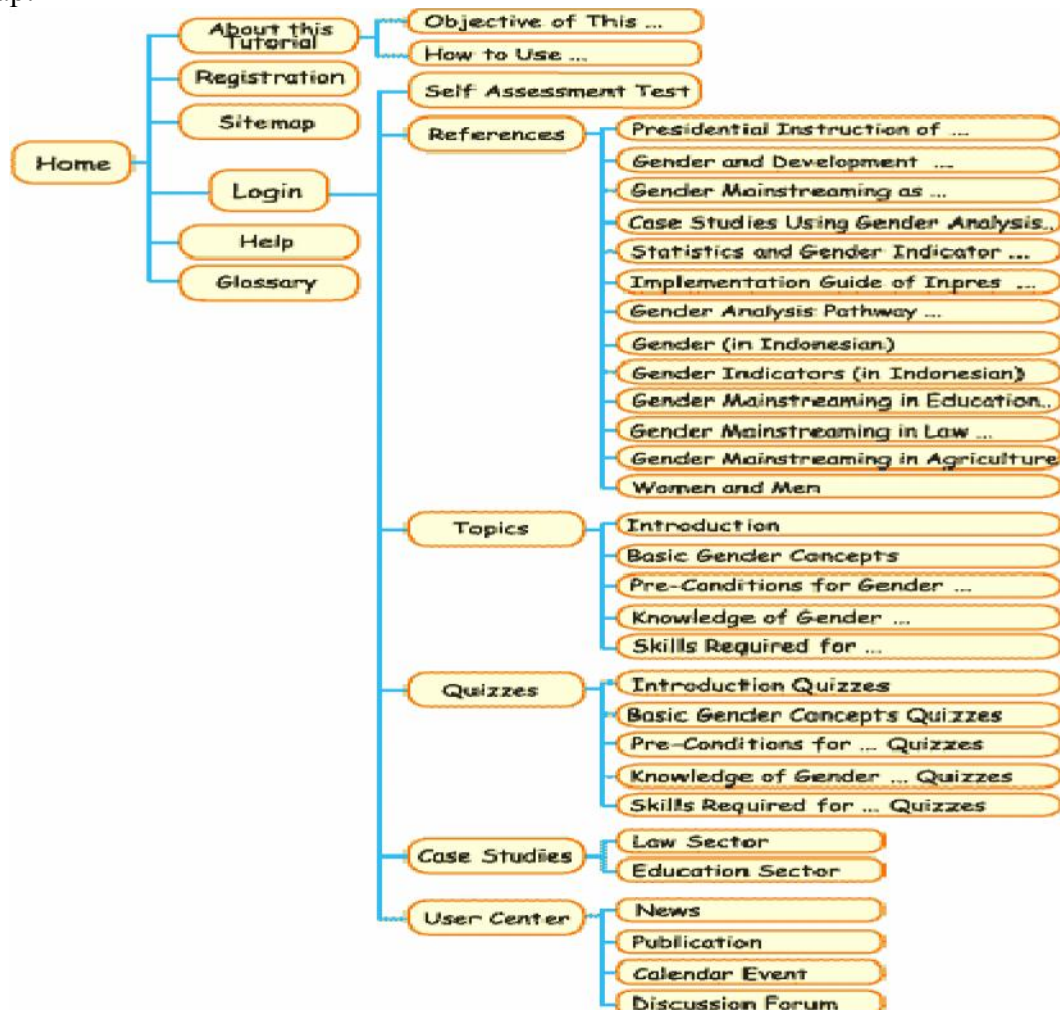 About this
Tutorial
Objective of This ...
How to Use ...
Registration
Sitemap
Home
Login
Help
Glossary
Self Assessment Test
References
Presidential Instruction of ...
Gender and Development ...
Gender Mainstreaming as ...
Case Studies Using Gender Analysis..
Statistics and Gender Indicator ...
Implementation Guide of Inpres ...
Gender Analysis Pathway ...
Gender (in Indonesian)
Gender Indicators (in Indonesian)
Gender Mainstreaming in Education..
Gender Mainstreaming in Law ...
Gender Mainstreaming in Agriculture
Women and Men
Topics
Introduction
Basic Gender Concepts
Pre-Conditions for Gender ...
Knowledge of Gender ...
Skills Required for ...
Quizzes
Introduction Quizzes
Basic Gender Concepts Quizzes
Pre-Conditions for ... Quizzes
Knowledge of Gender ... Quizzes
Skills Required for ... Quizzes
Case Studies
Law Sector
Education Sector
User Center
News
Publication
Calendar Event
Discussion Forum